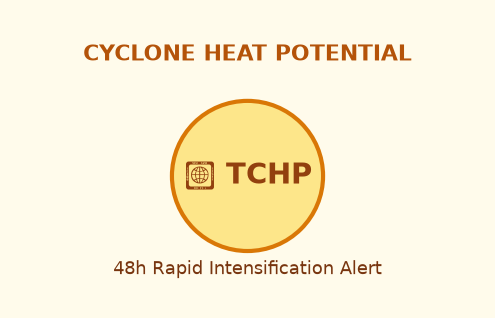 CYCLONE HEAT POTENTIAL
TCHP
48h Rapid Intensification Alert